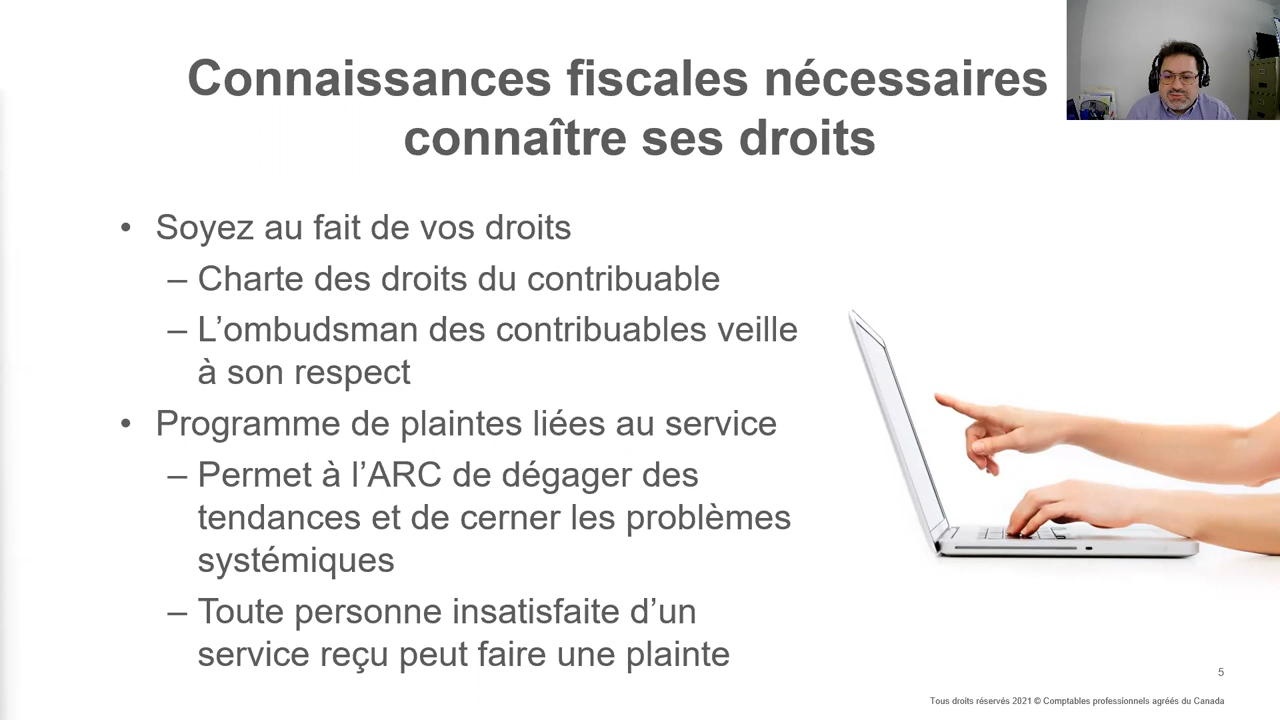 Connaissances fiscales nécessaires
connaître ses droits
• Soyez au fait de vos droits
– Charte des droits du contribuable
– L’ombudsman des contribuables veille
à son respect
• Programme de plaintes liées au service
– Permet à l’ARC de dégager des
tendances et de cerner les problèmes
systémiques
– Toute personne insatisfaite d’un
service reçu peut faire une plainte
5
Tous droits réservés 2021 © Comptables professionnels agréés du Canada